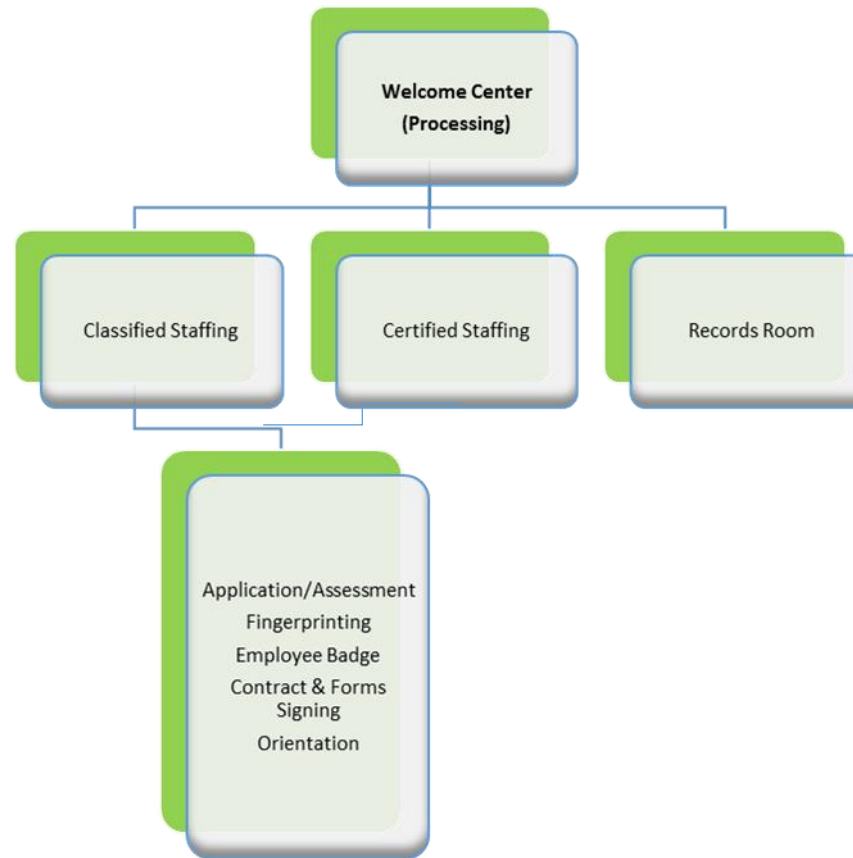 Welcome Center
(Processing)
Classified Staffing
Certified Staffing
Records Room
Application/Assessment
Fingerprinting
Employee Badge
Contract & Forms
Signing
Orientation